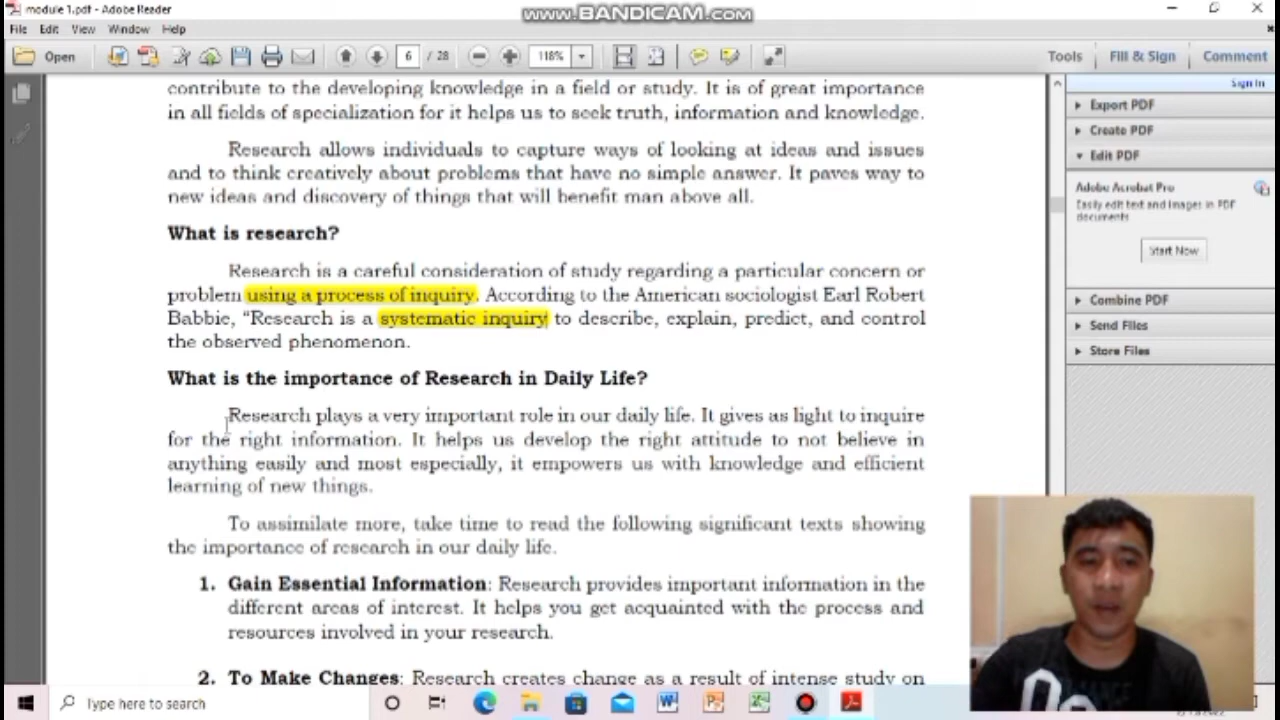 module 1.pdf - Adobe Reader
www.BANDICAM.com
File Edit View Window Help
Open 6 / 28 118% Tools Fill & Sign Comment
Sign In
contribute to the developing knowledge in a field or study. It is of great importance
in all fields of specialization for it helps us to seek truth, information and knowledge.
Research allows individuals to capture ways of looking at ideas and issues
and to think creatively about problems that have no simple answer. It paves way to
new ideas and discovery of things that will benefit man above all.
What is research?
Research is a careful consideration of study regarding a particular concern or
problem using a process of inquiry. According to the American sociologist Earl Robert
Babbie, “Research is a systematic inquiry to describe, explain, predict, and control
the observed phenomenon.
What is the importance of Research in Daily Life?
Research plays a very important role in our daily life. It gives as light to inquire
for the right information. It helps us develop the right attitude to not believe in
anything easily and most especially, it empowers us with knowledge and efficient
learning of new things.
To assimilate more, take time to read the following significant texts showing
the importance of research in our daily life.
1. Gain Essential Information: Research provides important information in the
different areas of interest. It helps you get acquainted with the process and
resources involved in your research.
2. To Make Changes: Research creates change as a result of intense study on
Export PDF
Create PDF
Edit PDF
Adobe Acrobat Pro
Easily edit text and images in PDF
documents
Start Now
Combine PDF
Send Files
Store Files
Type here to search